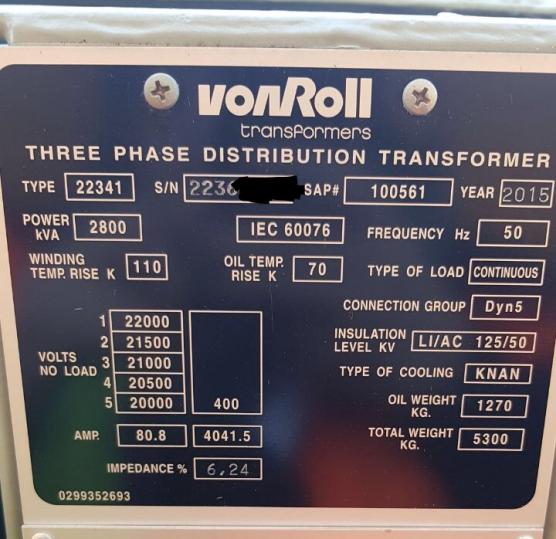 vonRoll
transformers
THREE PHASE DISTRIBUTION TRANSFORMER
TYPE 22341 S/N 223 SAP# 100561 YEAR 2015
POWER kVA 2800 IEC 60076 FREQUENCY Hz 50
WINDING TEMP. RISE K 110 OIL TEMP. RISE K 70 TYPE OF LOAD CONTINUOUS
CONNECTION GROUP Dyn5
INSULATION LEVEL KV LI/AC 125/50
TYPE OF COOLING KNAN
OIL WEIGHT KG. 1270
TOTAL WEIGHT KG. 5300
VOLTS NO LOAD
1 22000
2 21500
3 21000
4 20500
5 20000 400
AMP. 80.8 4041.5
IMPEDANCE % 6.24
0299352693